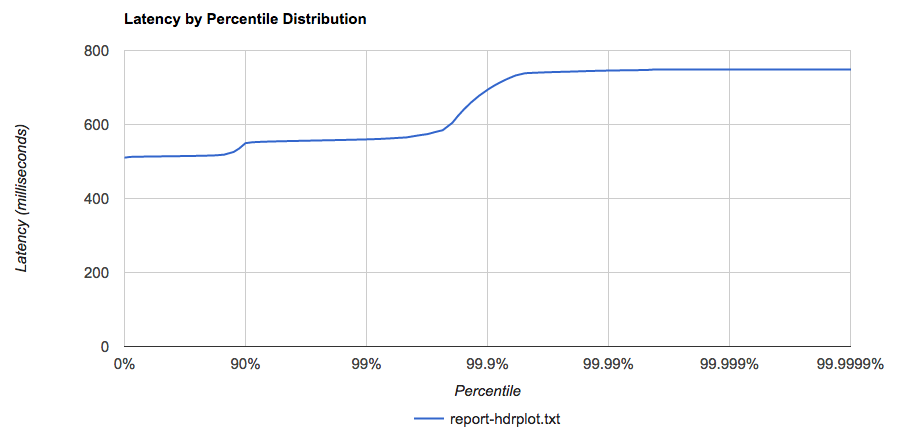 Latency by Percentile Distribution
800
600
400
200
0
Latency (milliseconds)
0% 90% 99% 99.9% 99.99% 99.999% 99.9999%
Percentile
report-hdrplot.txt